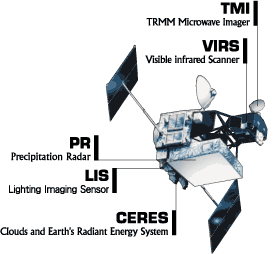 TMI
TRMM Microwave Imager
VIRS
Visible infrared Scanner
PR
Precipitation Radar
LIS
Lighting Imaging Sensor
CERES
Clouds and Earth's Radiant Energy System